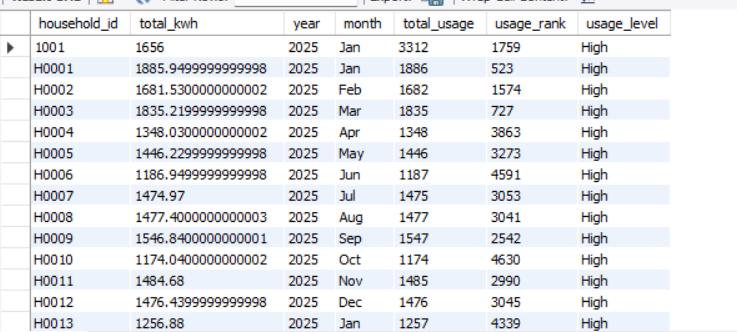 household_id total_kwh year month total_usage usage_rank usage_level
1001 1656 2025 Jan 3312 1759 High
H0001 1885.9499999999998 2025 Jan 1886 523 High
H0002 1681.5300000000002 2025 Feb 1682 1574 High
H0003 1835.2199999999998 2025 Mar 1835 727 High
H0004 1348.0300000000002 2025 Apr 1348 3863 High
H0005 1446.2299999999998 2025 May 1446 3273 High
H0006 1186.9499999999998 2025 Jun 1187 4591 High
H0007 1474.97 2025 Jul 1475 3053 High
H0008 1477.4000000000003 2025 Aug 1477 3041 High
H0009 1546.8400000000001 2025 Sep 1547 2542 High
H0010 1174.0400000000002 2025 Oct 1174 4630 High
H0011 1484.68 2025 Nov 1485 2990 High
H0012 1476.4399999999998 2025 Dec 1476 3045 High
H0013 1256.88 2025 Jan 1257 4339 High